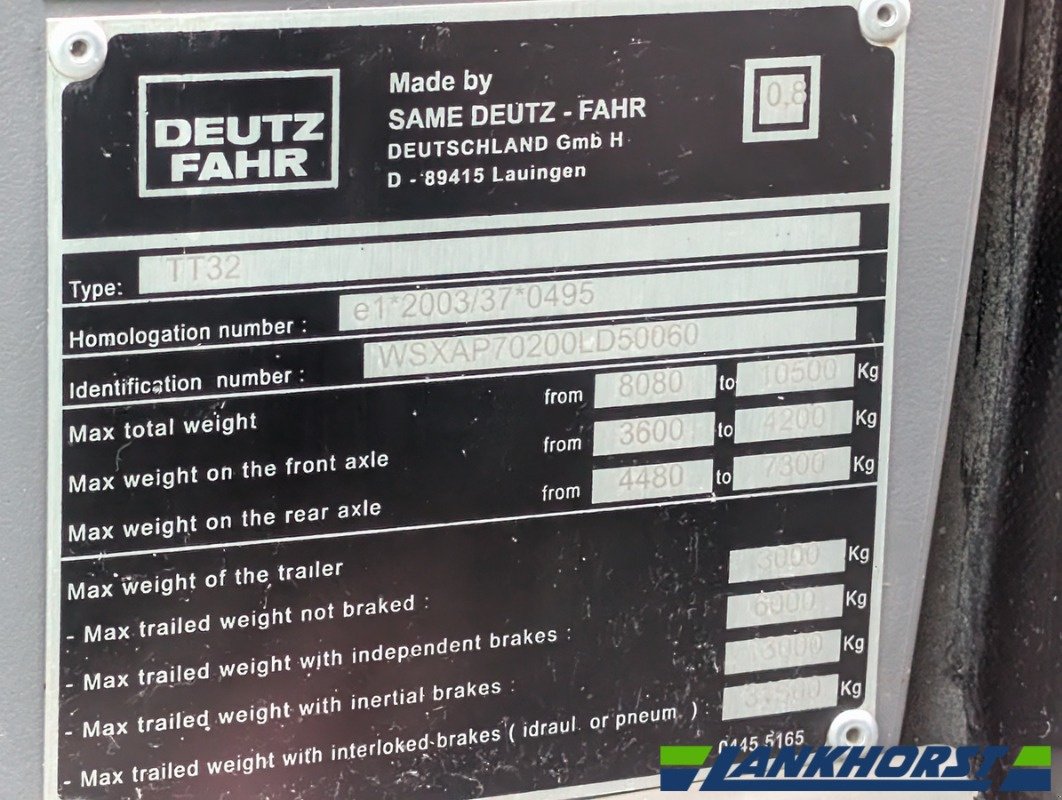 DEUTZ
FAHR
Made by
SAME DEUTZ - FAHR
DEUTSCHLAND Gmb H
D - 89415 Lauingen
0,8
Type: TT32
Homologation number : e1*2003/37*0495
Identification number : WSXAP70200LD50060
Max total weight from 8080 to 10500 Kg
Max weight on the front axle from 3600 to 4200 Kg
Max weight on the rear axle from 4480 to 7300 Kg
Max weight of the trailer
- Max trailed weight not braked : 3000 Kg
- Max trailed weight with independent brakes : 6000 Kg
- Max trailed weight with inertial brakes : 3000 Kg
- Max trailed weight with interloked brakes ( idraul. or pneum. ) : Kg
0445 5165
LANKHORST